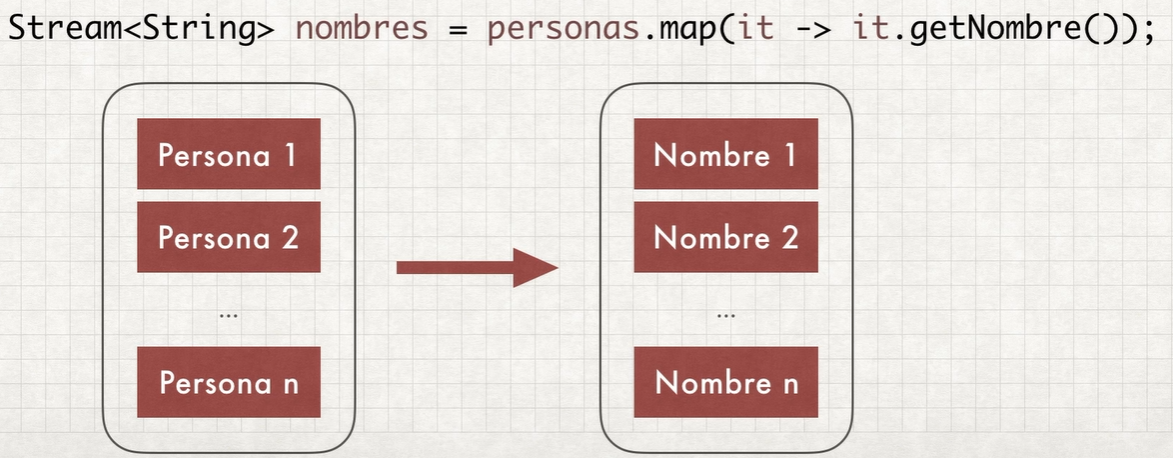 Stream<String> nombres = personas.map(it -> it.getNombre());
Persona 1
Nombre 1
Persona 2
Nombre 2
...
...
Persona n
Nombre n